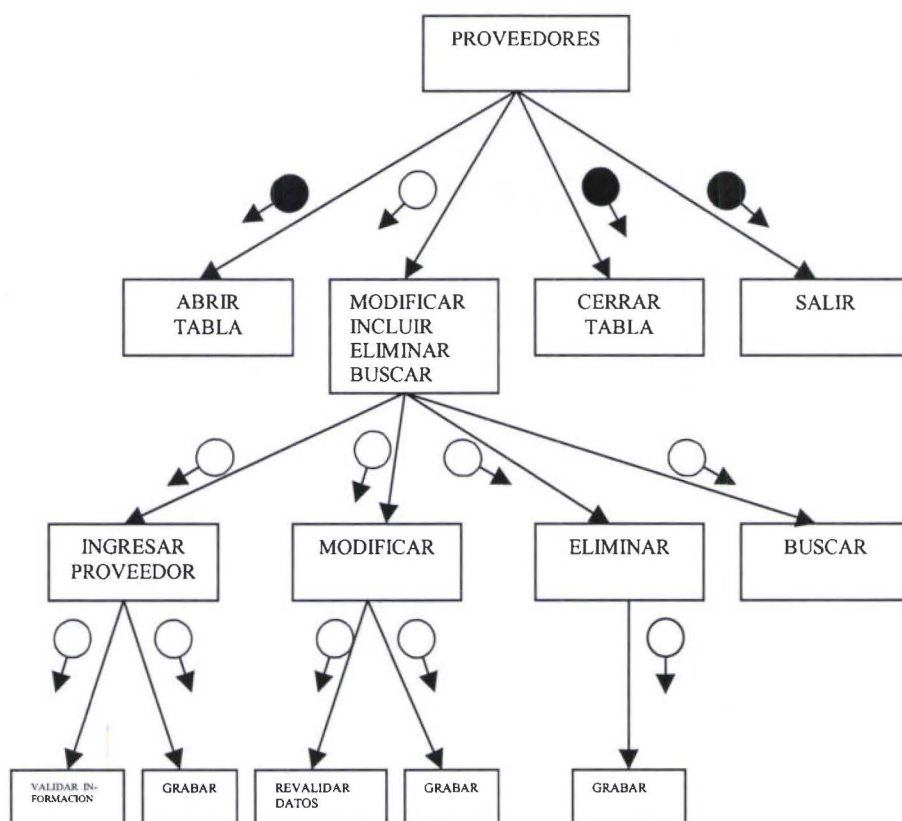 PROVEEDORES
ABRIR
TABLA
MODIFICAR
INCLUIR
ELIMINAR
BUSCAR
CERRAR
TABLA
SALIR
INGRESAR
PROVEEDOR
MODIFICAR
ELIMINAR
BUSCAR
VALIDAR IN-
FORMACION
GRABAR
REVALIDAR
DATOS
GRABAR
GRABAR